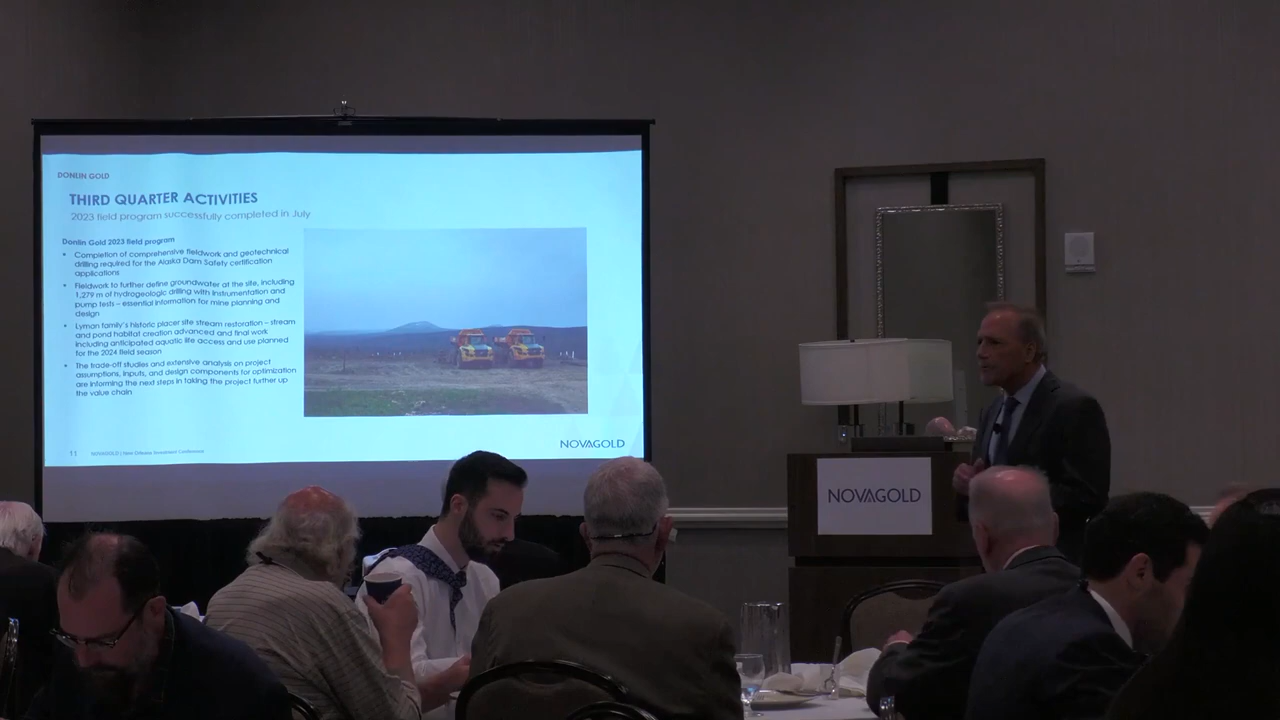 DONLIN GOLD
THIRD QUARTER ACTIVITIES
2023 field program successfully completed in July
Donlin Gold 2023 field program
• Completion of comprehensive fieldwork and geotechnical
drilling required for the Alaska Dam Safety certification
applications
• Fieldwork to further define groundwater at the site, including
1,279 m of hydrogeologic drilling with instrumentation and
pump tests – essential information for mine planning and
design
• Lyman family's historic placer site stream restoration – stream
and pond habitat creation advanced and final work
including anticipated aquatic life access and use planned
for the 2024 field season
• The trade-off studies and extensive analysis on project
assumptions, inputs, and design components for optimization
are informing the next steps in taking the project further up
the value chain
11 NOVAGOLD | New Orleans Investment Conference
NOVAGOLD
NOVAGOLD